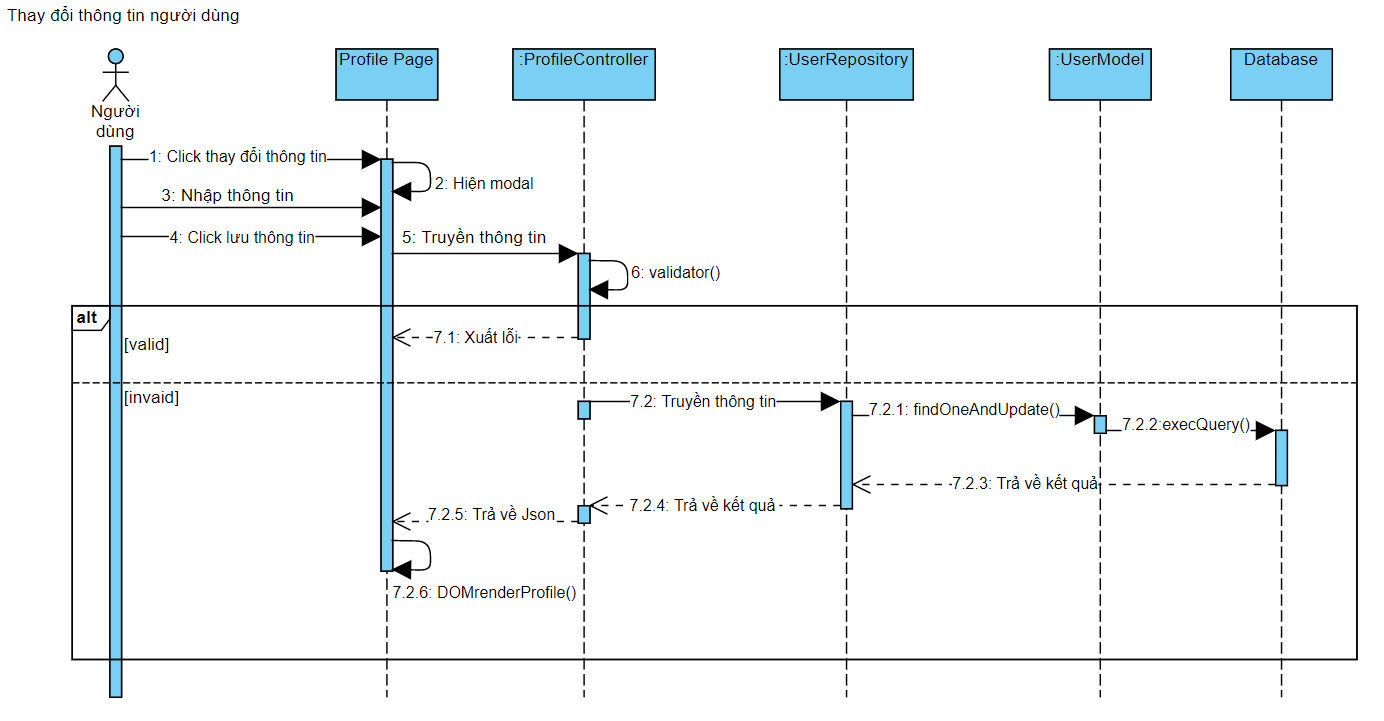 Thay đổi thông tin người dùng
Người
dùng
Profile Page
:ProfileController
:UserRepository
:UserModel
Database
1: Click thay đổi thông tin
2: Hiện modal
3: Nhập thông tin
4: Click lưu thông tin
5: Truyền thông tin
6: validator()
alt
7.1: Xuất lỗi
[valid]
[invaid]
7.2: Truyền thông tin
7.2.1: findOneAndUpdate()
7.2.2:execQuery()
7.2.3: Trả về kết quả
7.2.4: Trả về kết quả
7.2.5: Trả về Json
7.2.6: DOMrenderProfile()